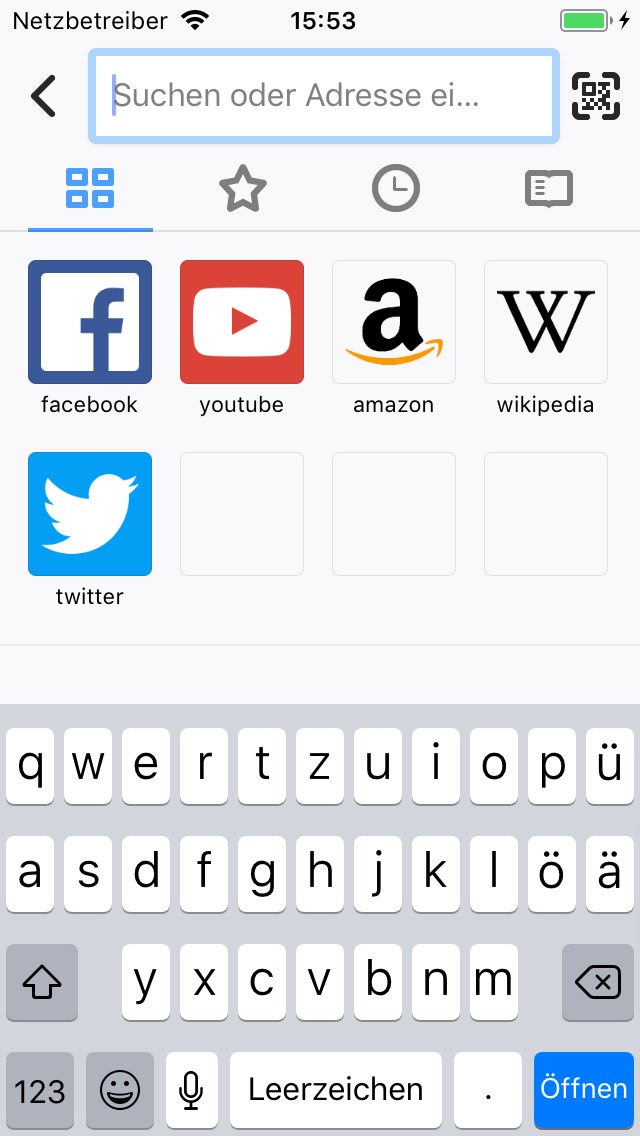 Netzbetreiber 15:53
Suchen oder Adresse ei...
facebook youtube amazon wikipedia
twitter
q w e r t z u i o p ü
a s d f g h j k l ö ä
y x c v b n m
123 Leerzeichen . Öffnen